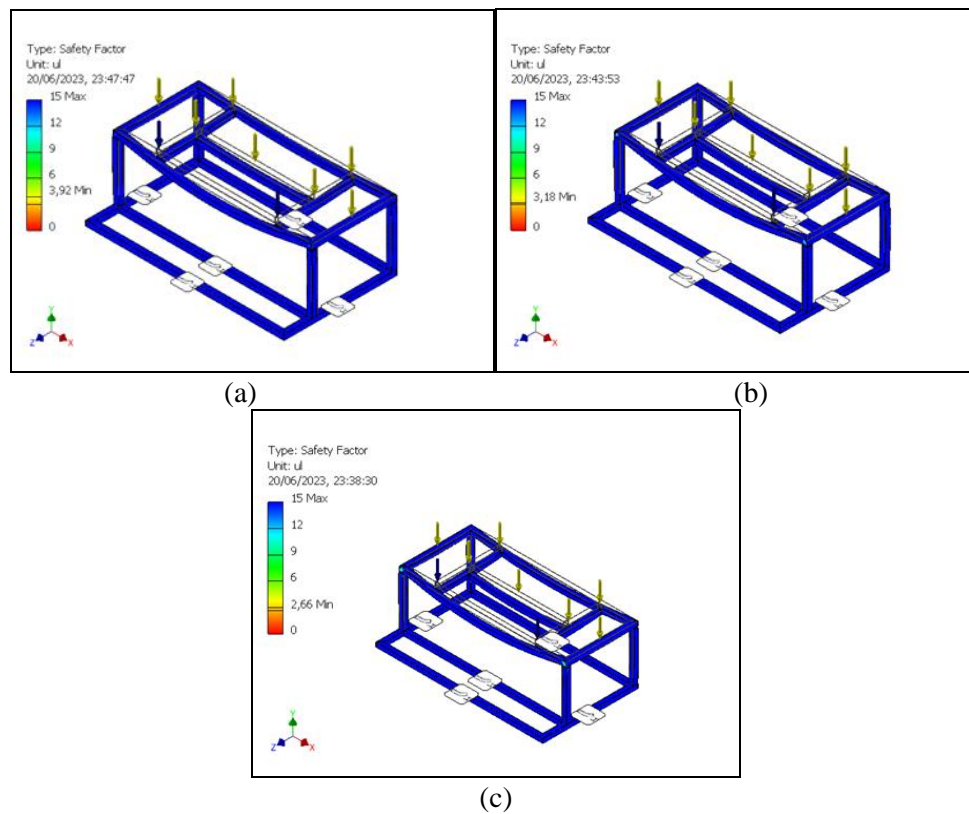 Type: Safety Factor
Unit: ul
20/06/2023, 23:47:47
15 Max
12
9
6
3,92 Min
0
Y
Z
X
(a)
Type: Safety Factor
Unit: ul
20/06/2023, 23:43:53
15 Max
12
9
6
3,18 Min
0
Y
Z
X
(b)
Type: Safety Factor
Unit: ul
20/06/2023, 23:38:30
15 Max
12
9
6
2,66 Min
0
Y
Z
X
(c)